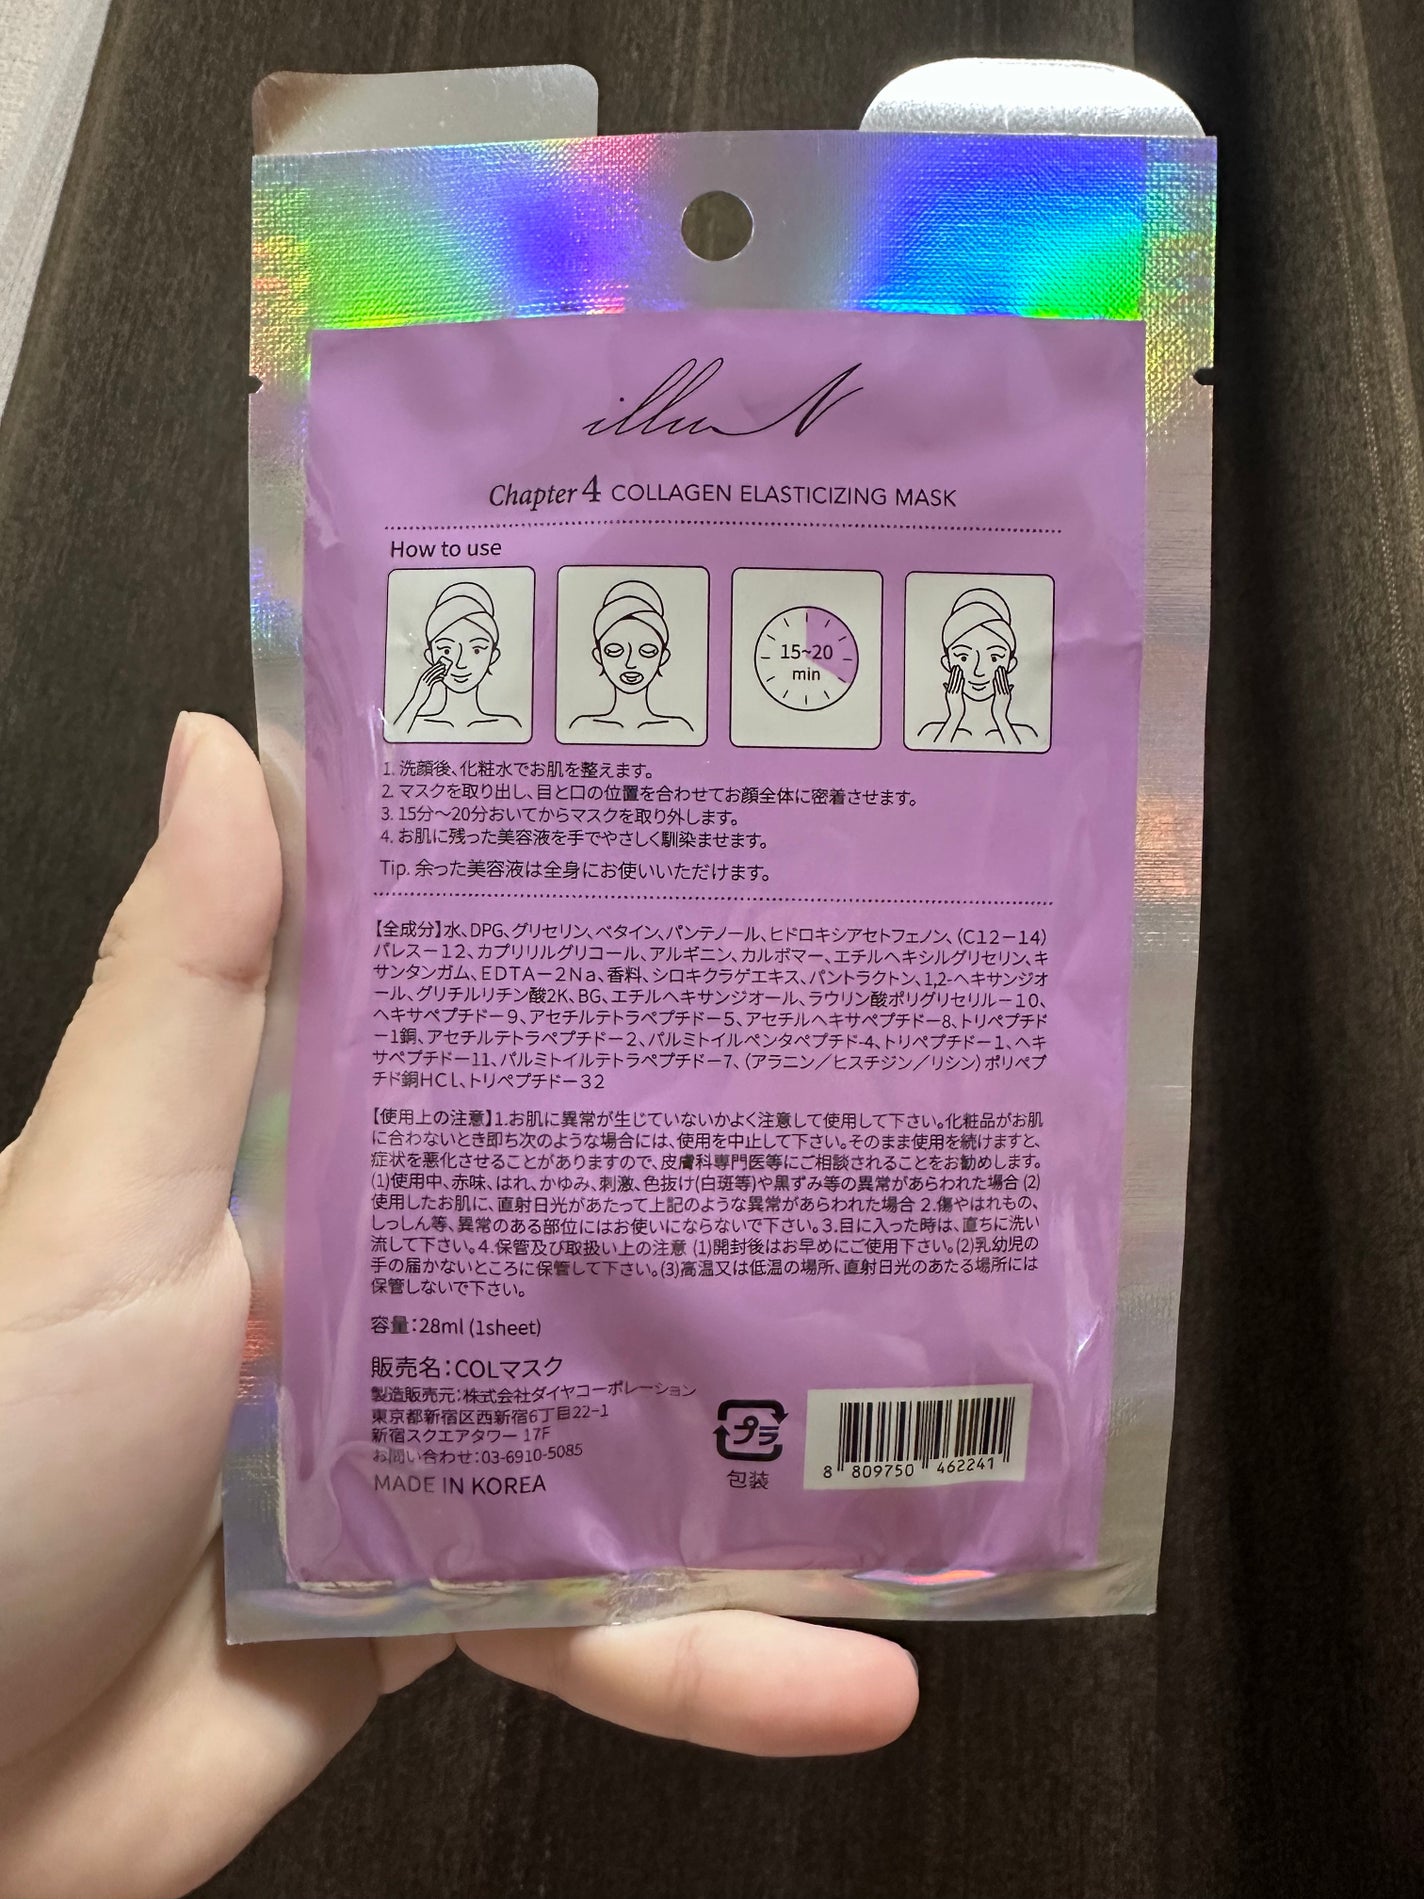 illuN
Chapter 4 COLLAGEN ELASTICIZING MASK
How to use
15~20
min
1. 洗顔後、化粧水でお肌を整えます。
2. マスクを取り出し、目と口の位置を合わせてお顔全体に密着させます。
3. 15分～20分おいてからマスクを取り外します。
4. お肌に残った美容液を手でやさしく馴染ませます。
Tip. 余った美容液は全身にお使いいただけます。
【全成分】水、DPG、グリセリン、ベタイン、パンテノール、ヒドロキシアセトフェノン、(C12－14)
パレス－12、カプリリルグリコール、アルギニン、カルボマー、エチルヘキシルグリセリン、キ
サンタンガム、EDTA－2Na、香料、シロキクラゲエキス、パントラクトン、1,2-ヘキサンジオ
ール、グリチルリチン酸2K、BG、エチルヘキサンジオール、ラウリン酸ポリグリセリル－10、
ヘキサペプチド－9、アセチルテトラペプチド－5、アセチルヘキサペプチド－8、トリペプチド
－1銅、アセチルテトラペプチド－2、パルミトイルペンタペプチド-4、トリペプチド－1、ヘキ
サペプチド－11、パルミトイルテトラペプチド－7、(アラニン／ヒスチジン／リシン)ポリペプ
チド銅HCl、トリペプチド－32
【使用上の注意】1.お肌に異常が生じていないかよく注意して使用して下さい。化粧品がお肌
に合わないとき即ち次のような場合には、使用を中止して下さい。そのまま使用を続けますと、
症状を悪化させることがありますので、皮膚科専門医等にご相談されることをお勧めします。
(1)使用中、赤味、はれ、かゆみ、刺激、色抜け(白斑等)や黒ずみ等の異常があらわれた場合 (2)
使用したお肌に、直射日光があたって上記のような異常があらわれた場合 2.傷やはれもの、
しっしん等、異常のある部位にはお使いにならないで下さい。3.目に入った時は、直ちに洗い
流して下さい。4.保管及び取扱い上の注意 (1)開封後はお早めにご使用下さい。(2)乳幼児の
手の届かないところに保管して下さい。(3)高温又は低温の場所、直射日光のあたる場所には
保管しないで下さい。
容量：28ml (1sheet)
販売名：COLマスク
製造販売元：株式会社ダイヤコーポレーション
東京都新宿区西新宿6丁目22-1
新宿スクエアタワー 17F
お問い合わせ：03-6910-5085
MADE IN KOREA
プラ
包装
8 809750 462241